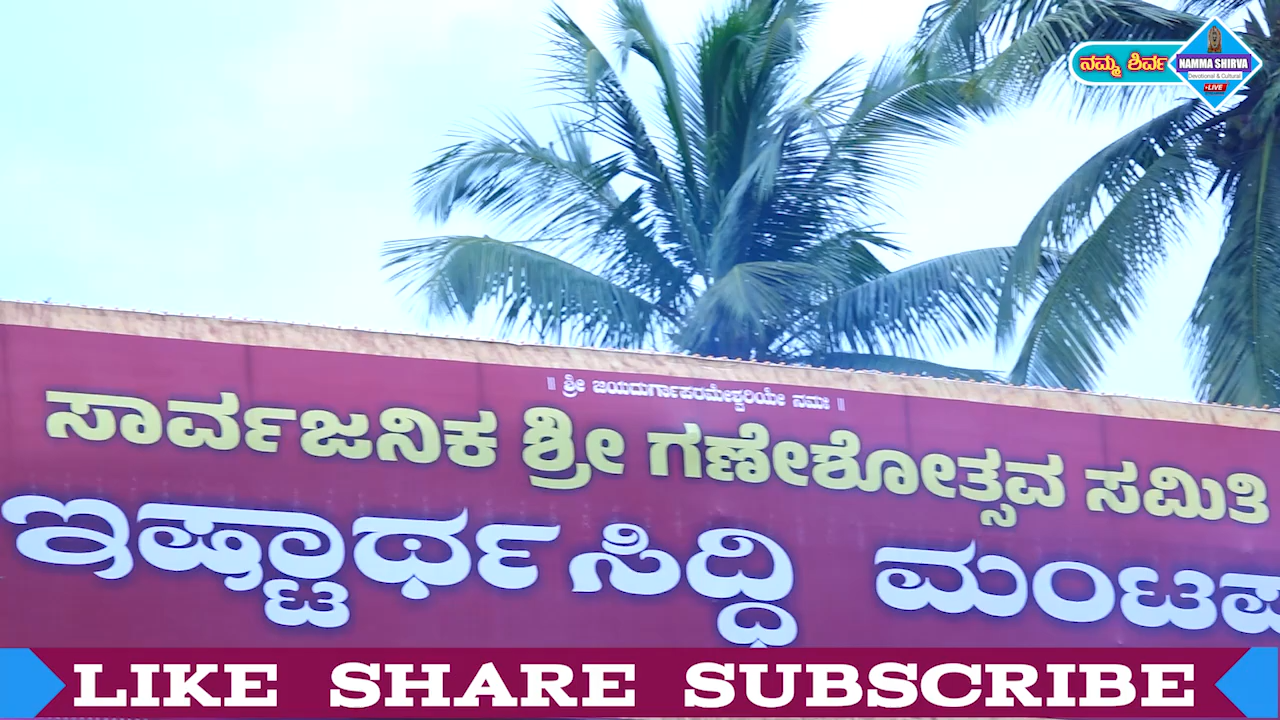 ನಮ್ಮ ಶಿರ್ವ
NAMMA SHIRVA
Devotional & Cultural
LIVE
॥ ಶ್ರೀ ಜಯದುರ್ಗಾಪರಮೇಶ್ವರಿಯೇ ನಮಃ ॥
ಸಾರ್ವಜನಿಕ ಶ್ರೀ ಗಣೇಶೋತ್ಸವ ಸಮಿತಿ
ಇಷ್ಟಾರ್ಥಸಿದ್ಧಿ ಮಂಟಪ
LIKE SHARE SUBSCRIBE